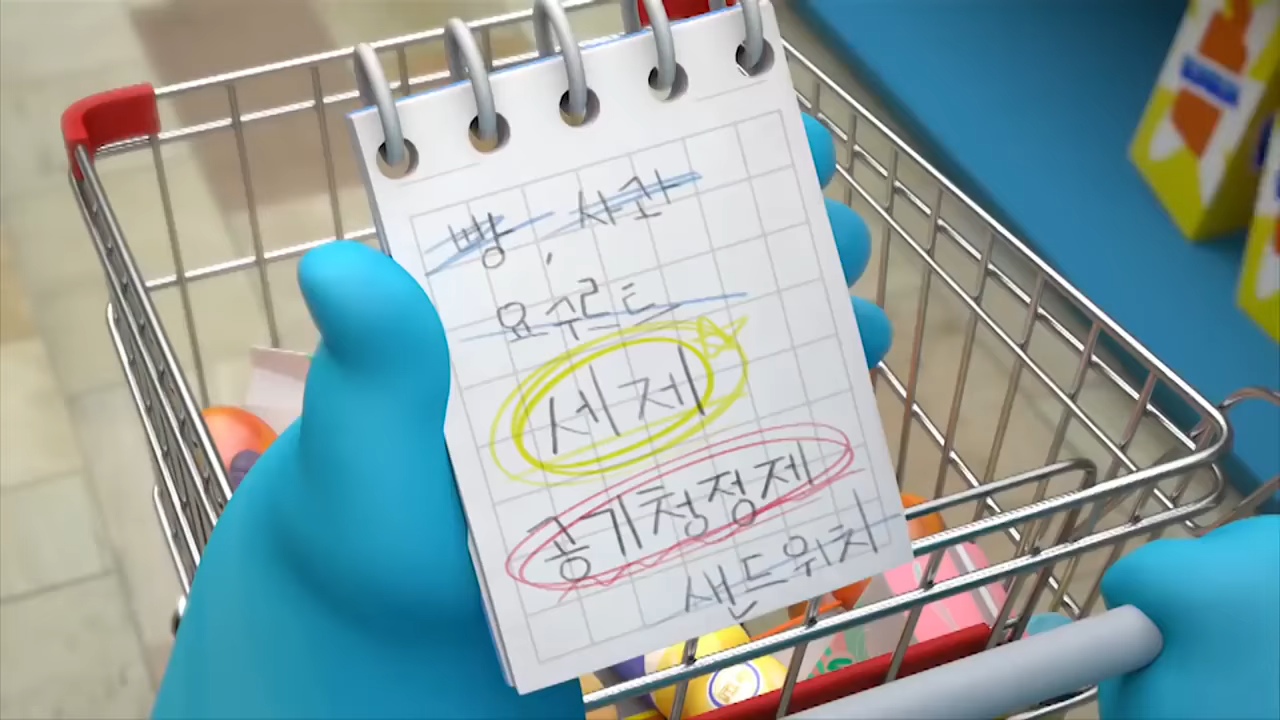 빵, 사과
요구르트
세제
공기청정제
샌드위치